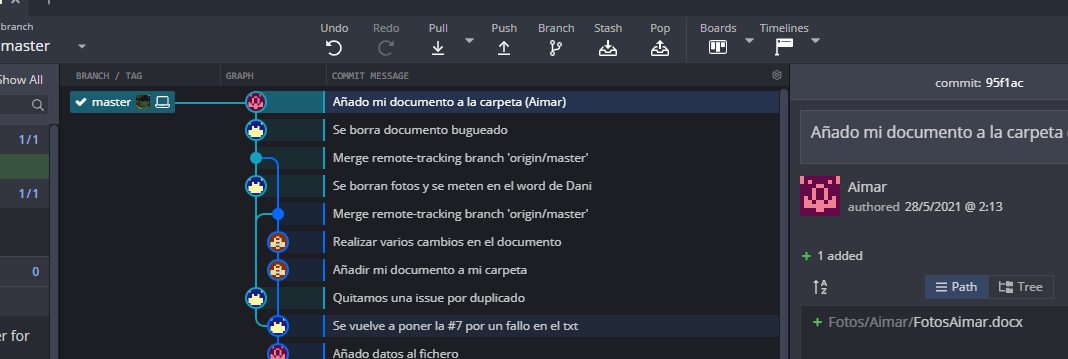 branch
master
Undo
Redo
Pull
Push
Branch
Stash
Pop
Boards
Timelines
Show All
BRANCH / TAG
GRAPH
COMMIT MESSAGE
commit: 95f1ac
master
Añado mi documento a la carpeta (Aimar)
Se borra documento bugueado
Merge remote-tracking branch 'origin/master'
Se borran fotos y se meten en el word de Dani
Merge remote-tracking branch 'origin/master'
Realizar varios cambios en el documento
Añadir mi documento a mi carpeta
Quitamos una issue por duplicado
Se vuelve a poner la #7 por un fallo en el txt
Añado datos al fichero
1/1
1/1
0
er for
Añado mi documento a la carpeta
Aimar
authored 28/5/2021 @ 2:13
+ 1 added
A
Z
Path
Tree
+ Fotos/Aimar/FotosAimar.docx